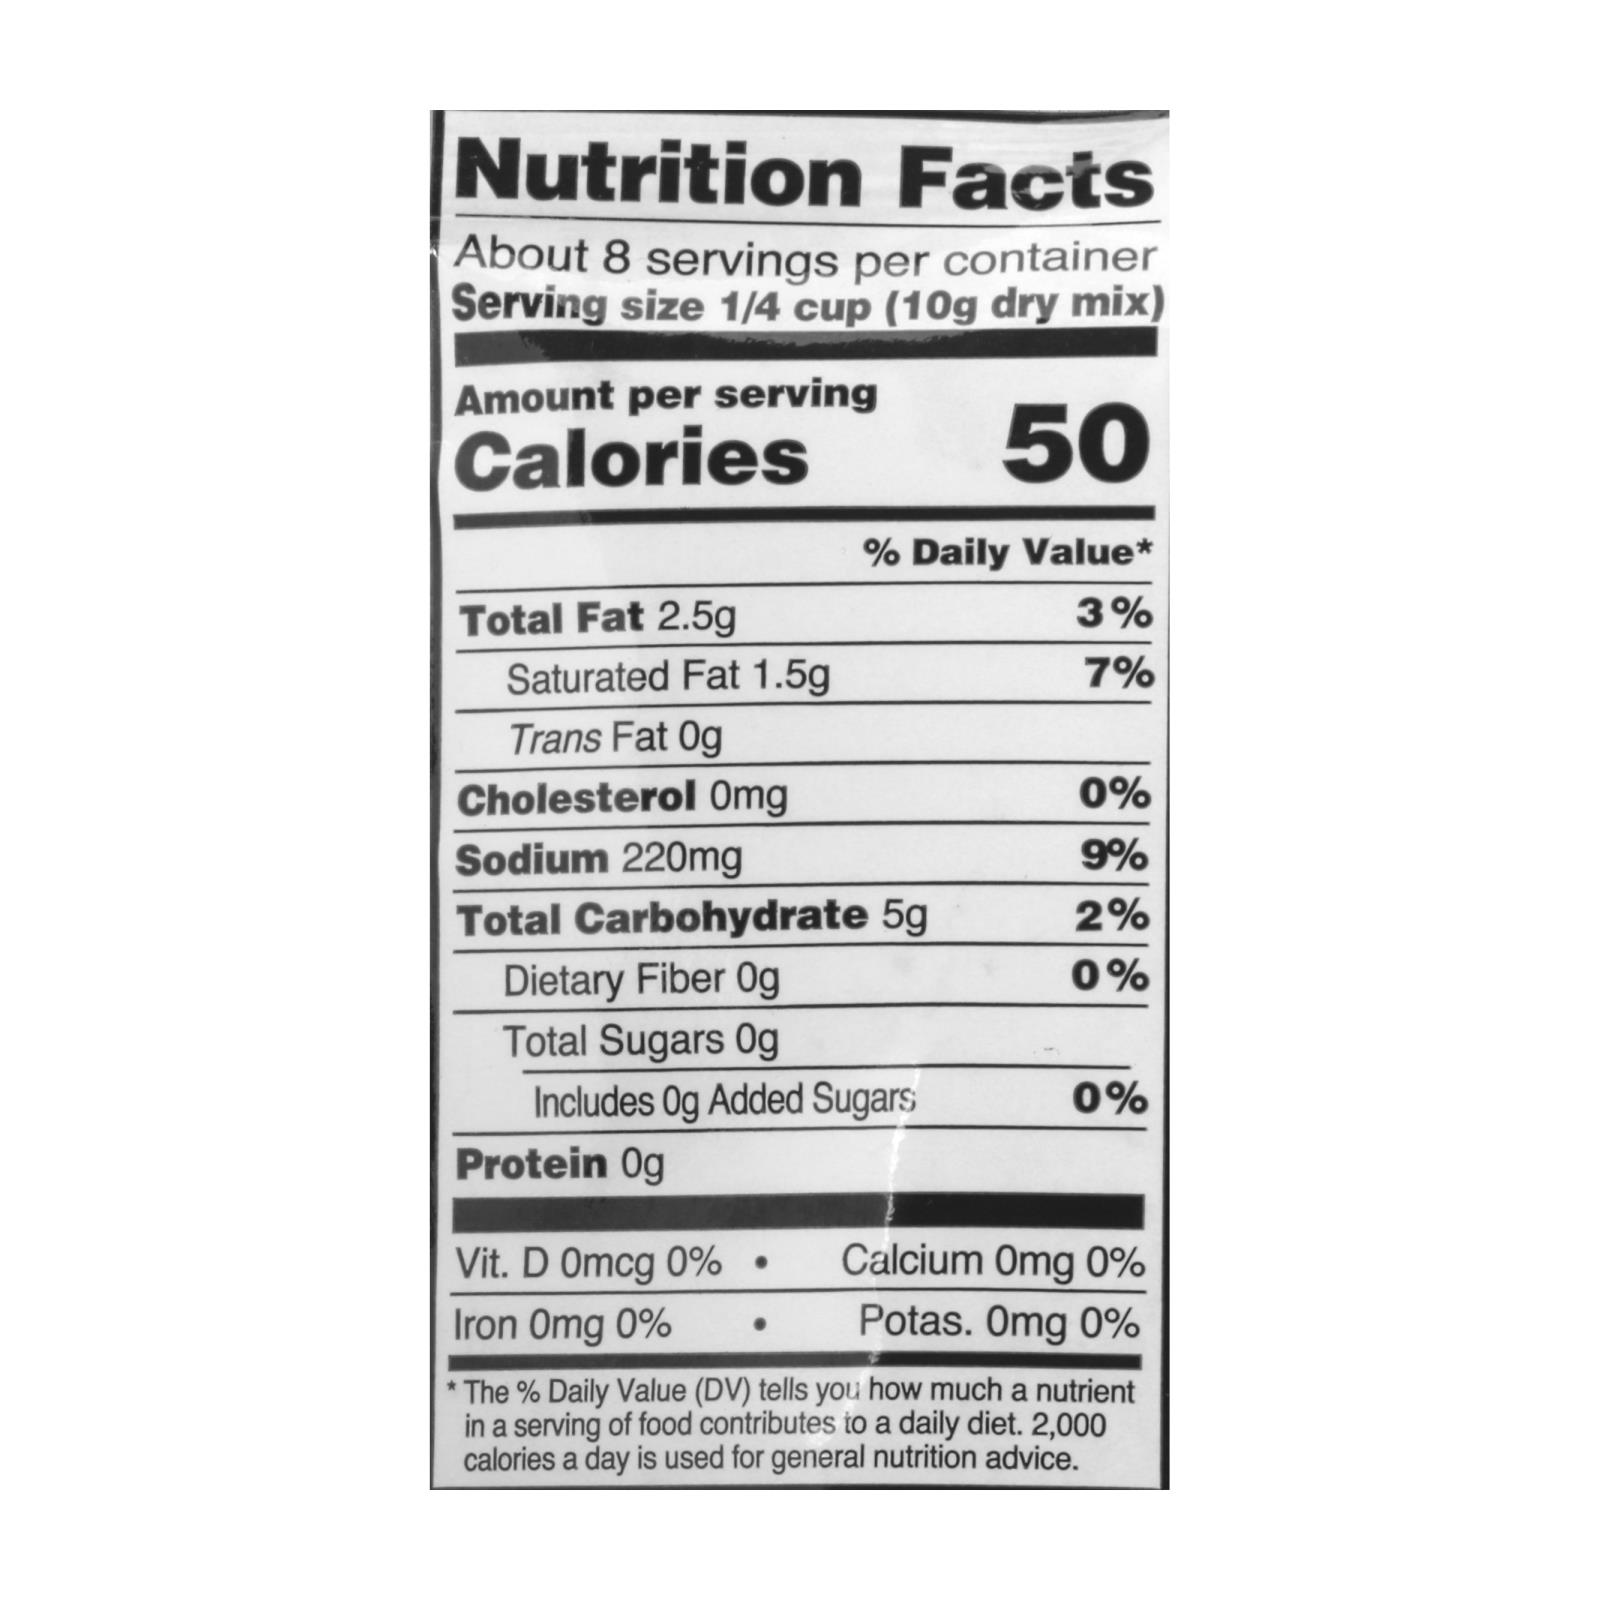 Nutrition Facts
About 8 servings per container
Serving size 1/4 cup (10g dry mix)
Amount per serving
Calories 50
% Daily Value*
Total Fat 2.5g 3%
Saturated Fat 1.5g 7%
Trans Fat 0g
Cholesterol 0mg 0%
Sodium 220mg 9%
Total Carbohydrate 5g 2%
Dietary Fiber 0g 0%
Total Sugars 0g
Includes 0g Added Sugars 0%
Protein 0g
Vit. D 0mcg 0% • Calcium 0mg 0%
Iron 0mg 0% • Potas. 0mg 0%
* The % Daily Value (DV) tells you how much a nutrient
in a serving of food contributes to a daily diet. 2,000
calories a day is used for general nutrition advice.